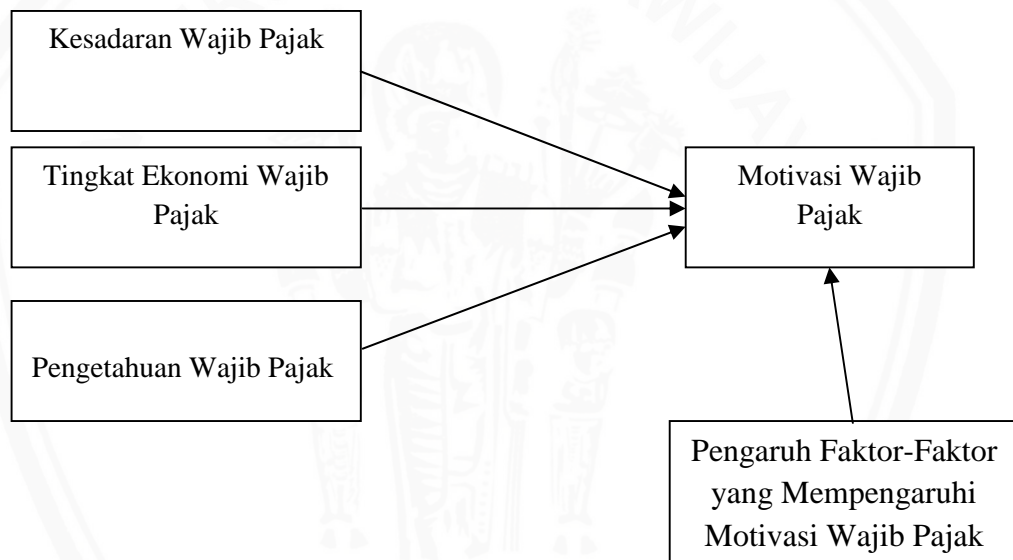 Kesadaran Wajib Pajak
Tingkat Ekonomi Wajib
Pajak
Pengetahuan Wajib Pajak
Motivasi Wajib
Pajak
Pengaruh Faktor-Faktor
yang Mempengaruhi
Motivasi Wajib Pajak